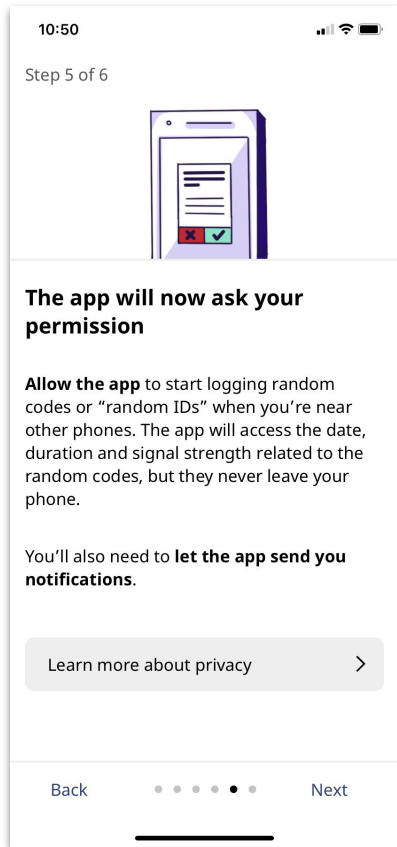 10:50
Step 5 of 6
The app will now ask your
permission
Allow the app to start logging random
codes or “random IDs” when you’re near
other phones. The app will access the date,
duration and signal strength related to the
random codes, but they never leave your
phone.
You’ll also need to let the app send you
notifications.
Learn more about privacy
Back
Next